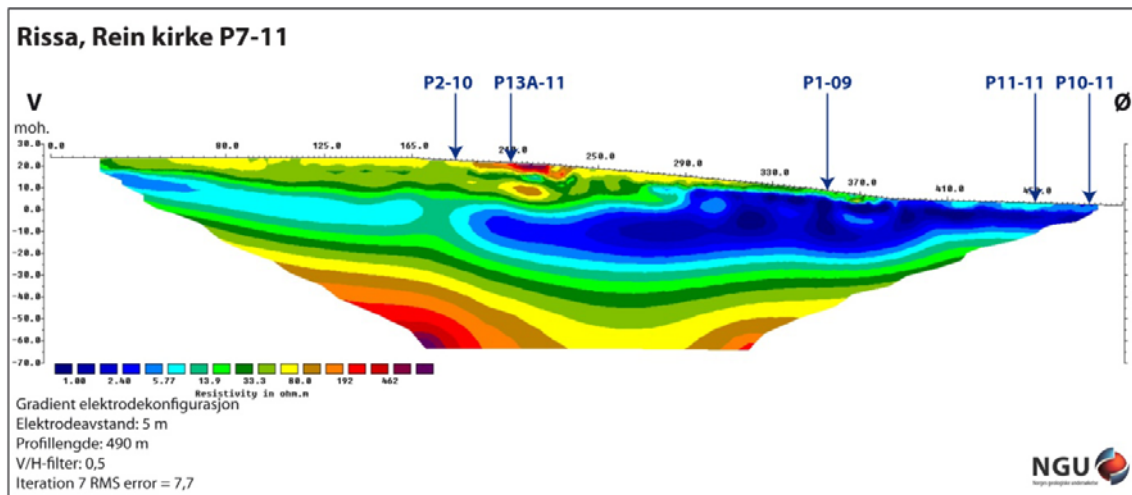 Rissa, Rein kirke P7-11
P2-10 P13A-11 P1-09 P11-11 P10-11
V Ø
moh.
30.0 0.0 80.0 125.0 165.0 250.0 290.0 330.0 370.0 410.0
20.0
10.0
0.0
-10.0
-20.0
-30.0
-40.0
-50.0
-60.0
-70.0
1.00 2.40 5.77 13.9 33.3 80.0 192 462
Resistivity in ohm.m
Gradient elektrodekonfigurasjon
Elektrodeavstand: 5 m
Profillengde: 490 m
V/H-filter: 0,5
Iteration 7 RMS error = 7,7
NGU
Norges geologiske undersøkelse